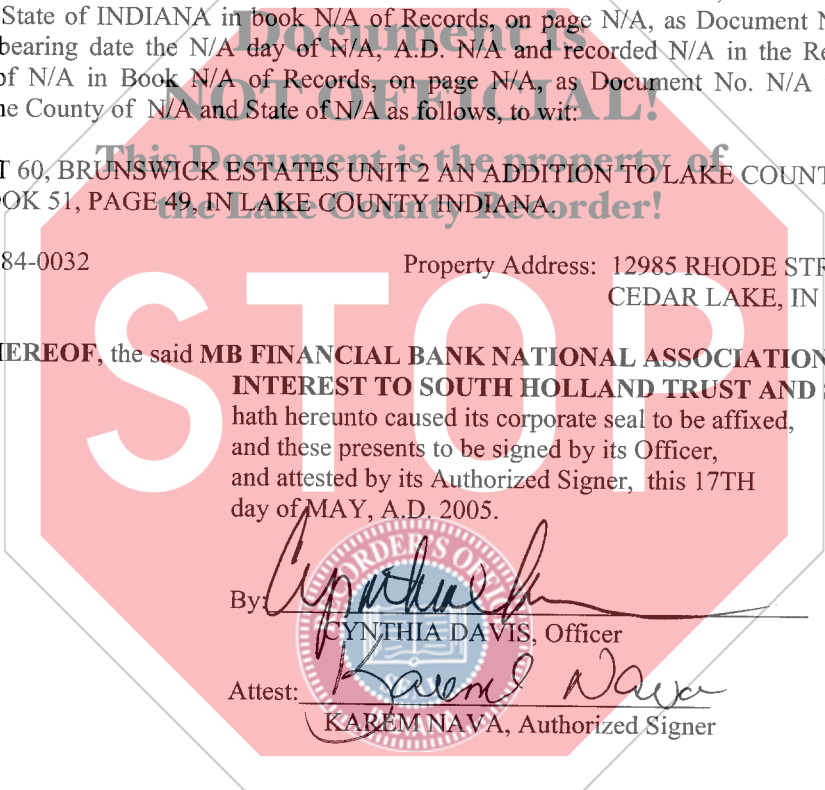 State of INDIANA in book N/A of Records, on page N/A, as Document
bearing date the N/A day of N/A, A.D. N/A and recorded N/A in the Re
of N/A in Book N/A of Records, on page N/A, as Document No. N/A
ne County of N/A and State of N/A as follows, to wit:
Document is
NOT OFFICIAL!
This Document is the property of
the Lake County Recorder!
T 60, BRUNSWICK ESTATES UNIT 2 AN ADDITION TO LAKE COUNT
OK 51, PAGE 49, IN LAKE COUNTY INDIANA.
84-0032 Property Address: 12985 RHODE STR
CEDAR LAKE, IN
STOP
EREOF, the said MB FINANCIAL BANK NATIONAL ASSOCIATION
INTEREST TO SOUTH HOLLAND TRUST AND S
hath hereunto caused its corporate seal to be affixed,
and these presents to be signed by its Officer,
and attested by its Authorized Signer, this 17TH
day of MAY, A.D. 2005.
By:
CYNTHIA DAVIS, Officer
Attest: Karem Nava
KAREM NAVA, Authorized Signer